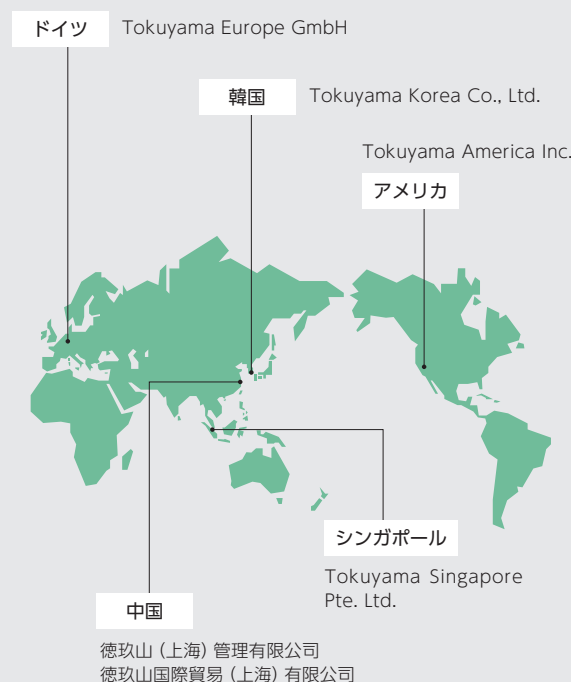 ドイツ Tokuyama Europe GmbH
韓国 Tokuyama Korea Co., Ltd.
Tokuyama America Inc.
アメリカ
シンガポール
Tokuyama Singapore
Pte. Ltd.
中国
徳玖山 (上海) 管理有限公司
徳玖山国際貿易 (上海) 有限公司